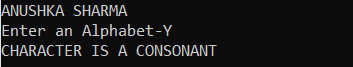 ANUSHKA SHARMA
Enter an Alphabet-Y
CHARACTER IS A CONSONANT